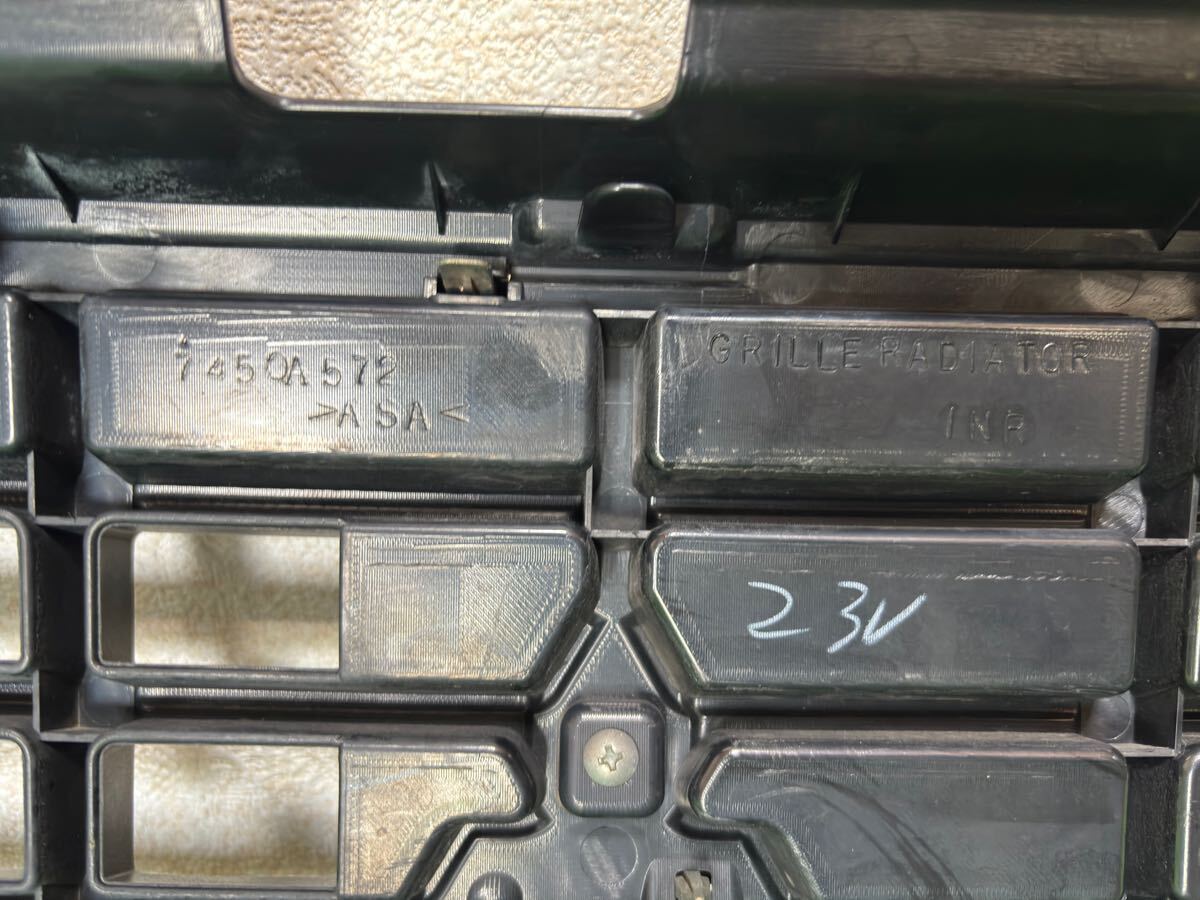 7450A572
>ASA<
GRILLE RADIATOR
INR
23V